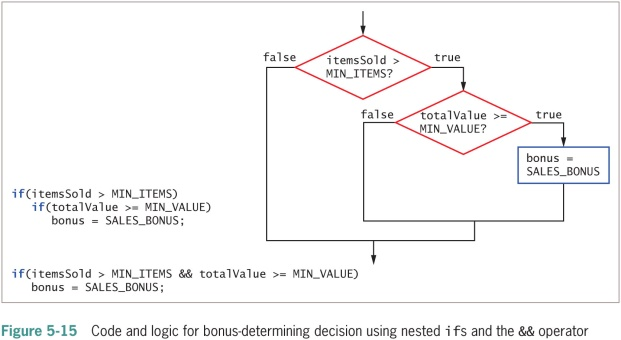 false
itemsSold >
MIN_ITEMS?
true
false
totalValue >=
MIN_VALUE?
true
bonus =
SALES_BONUS
if(itemsSold > MIN_ITEMS)
if(totalValue >= MIN_VALUE)
bonus = SALES_BONUS;
if(itemsSold > MIN_ITEMS && totalValue >= MIN_VALUE)
bonus = SALES_BONUS;
Figure 5-15 Code and logic for bonus-determining decision using nested ifs and the && operator